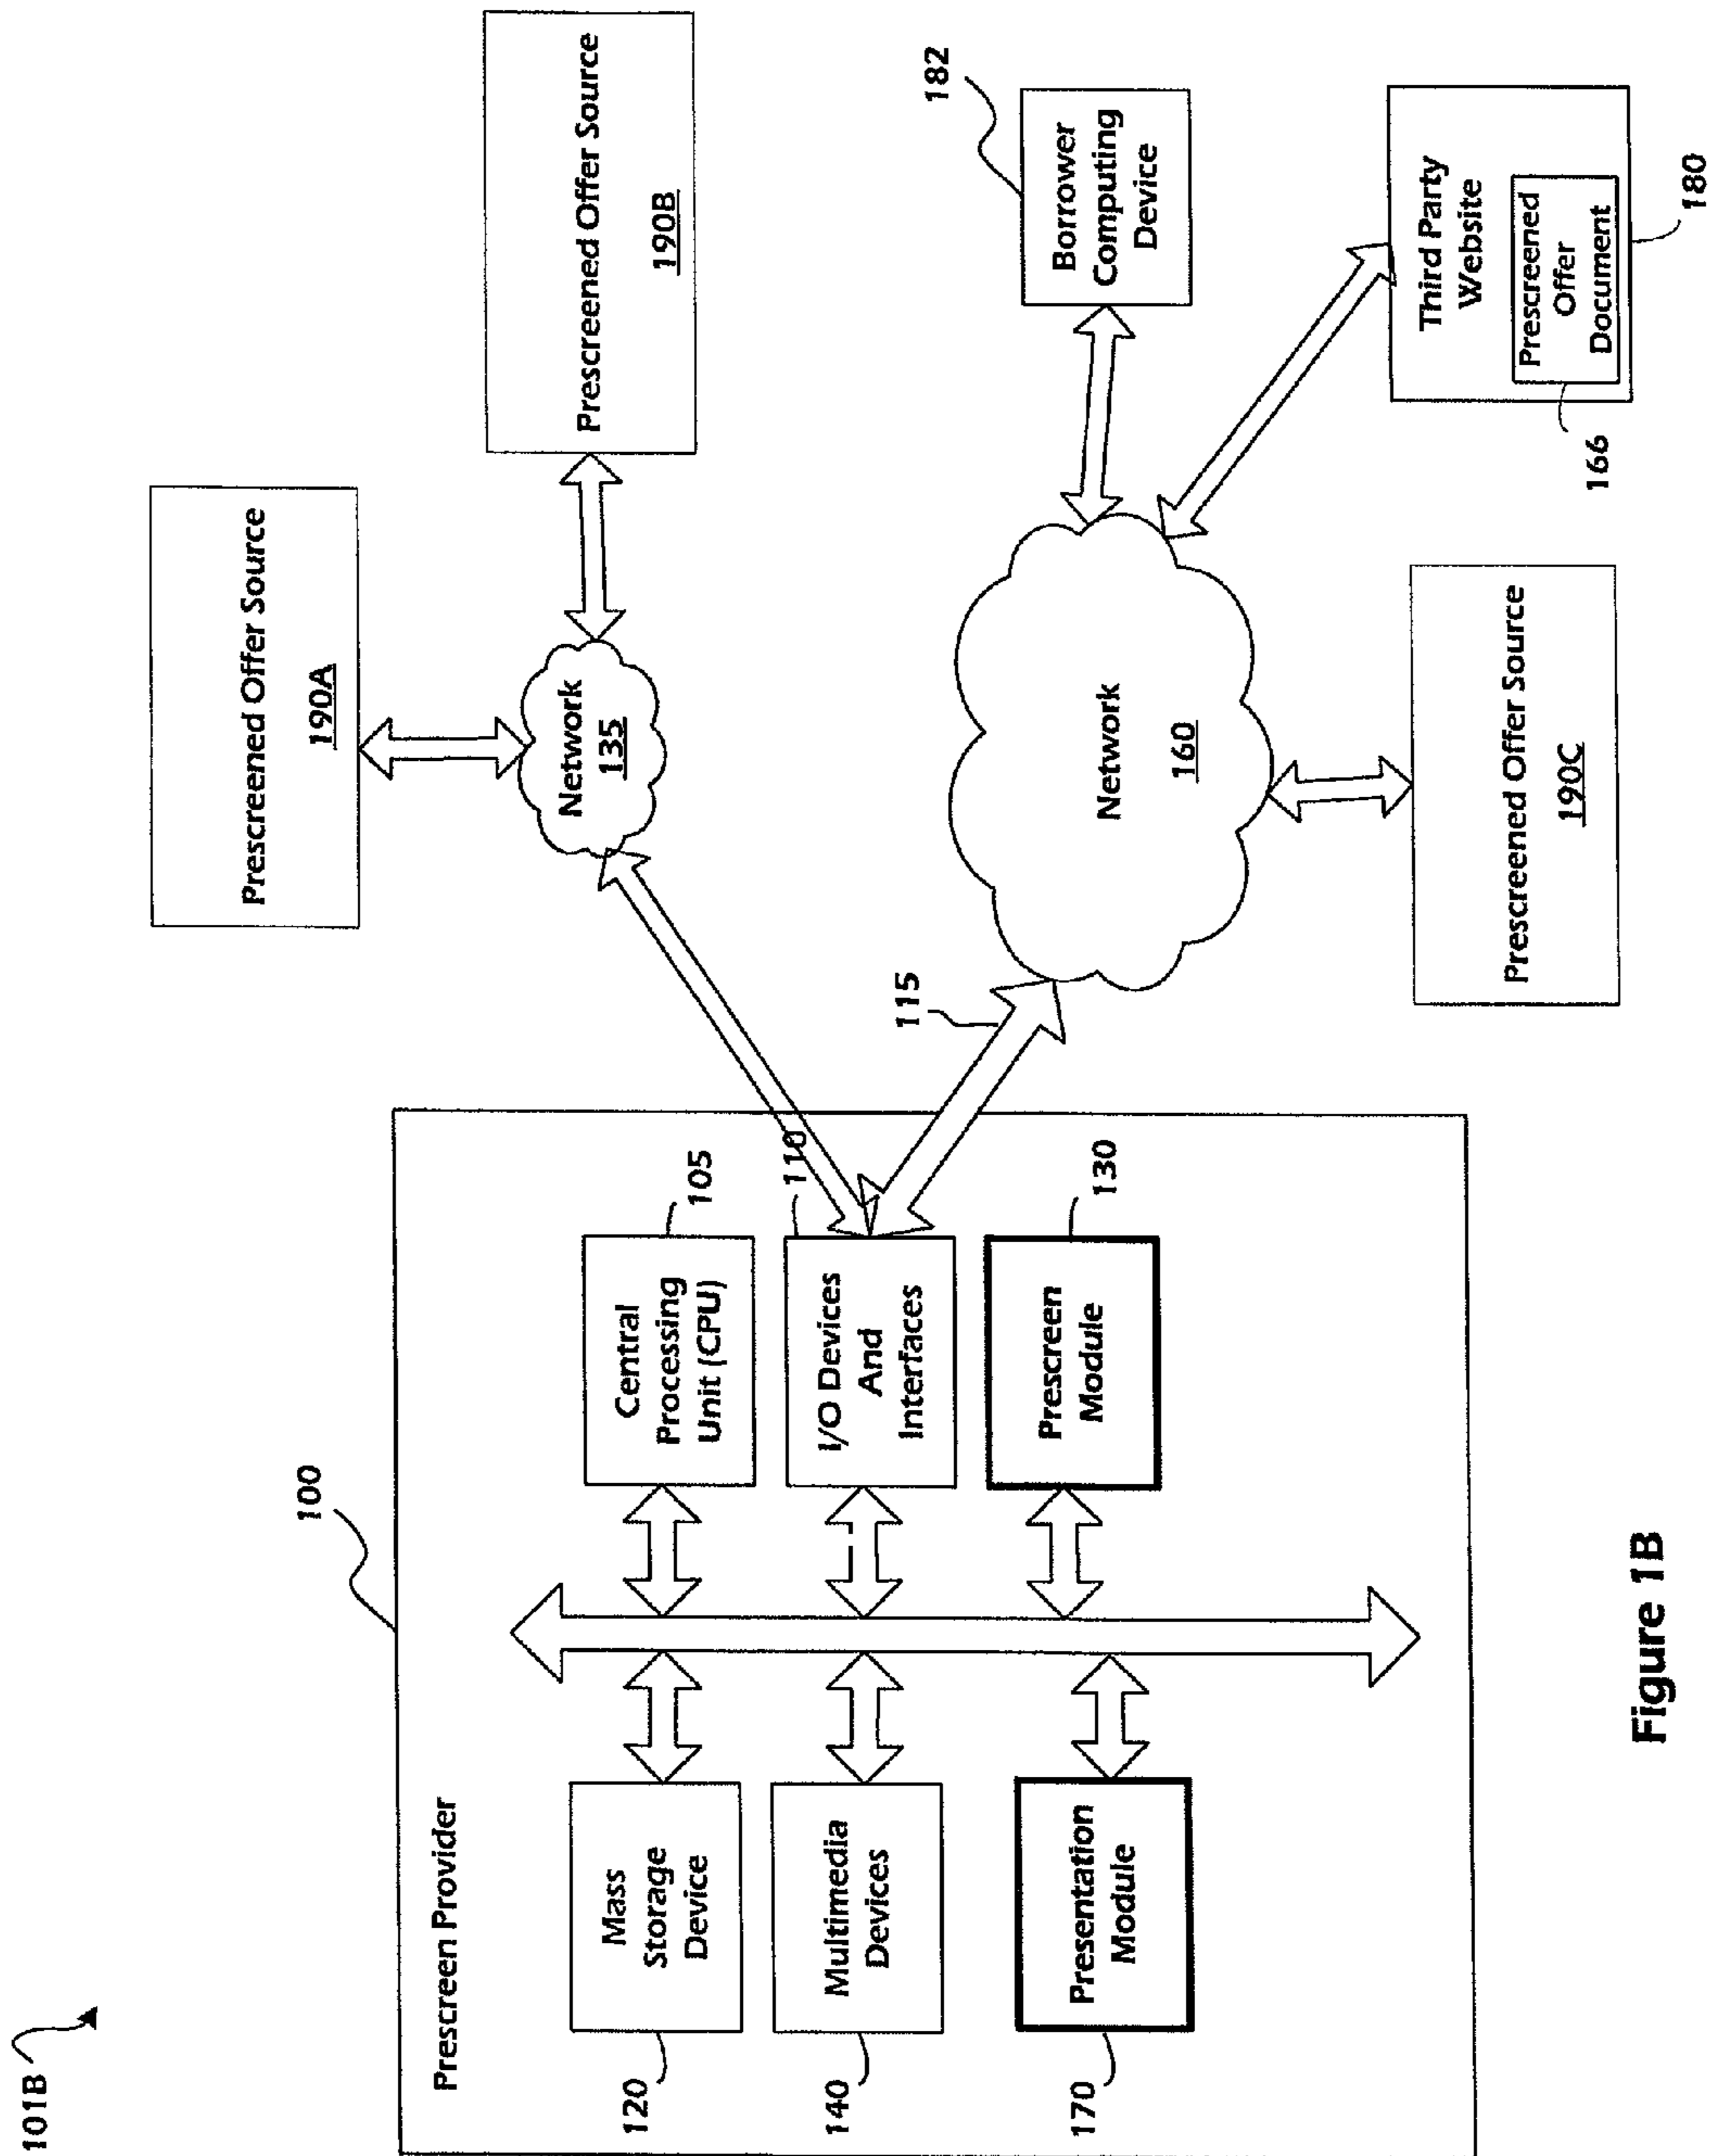 101B
Prescreen Provider
100
Mass
Storage
Device
120
Multimedia
Devices
140
Presentation
Module
170
Central
Processing
Unit (CPU)
105
I/O Devices
And
Interfaces
110
Prescreen
Module
130
115
Prescreened Offer Source
190A
Network
135
Prescreened Offer Source
190B
Network
160
Borrower
Computing
Device
182
Third Party
Website
Prescreened
Offer
Document
166
180
Prescreened Offer Source
190C
Figure 1B